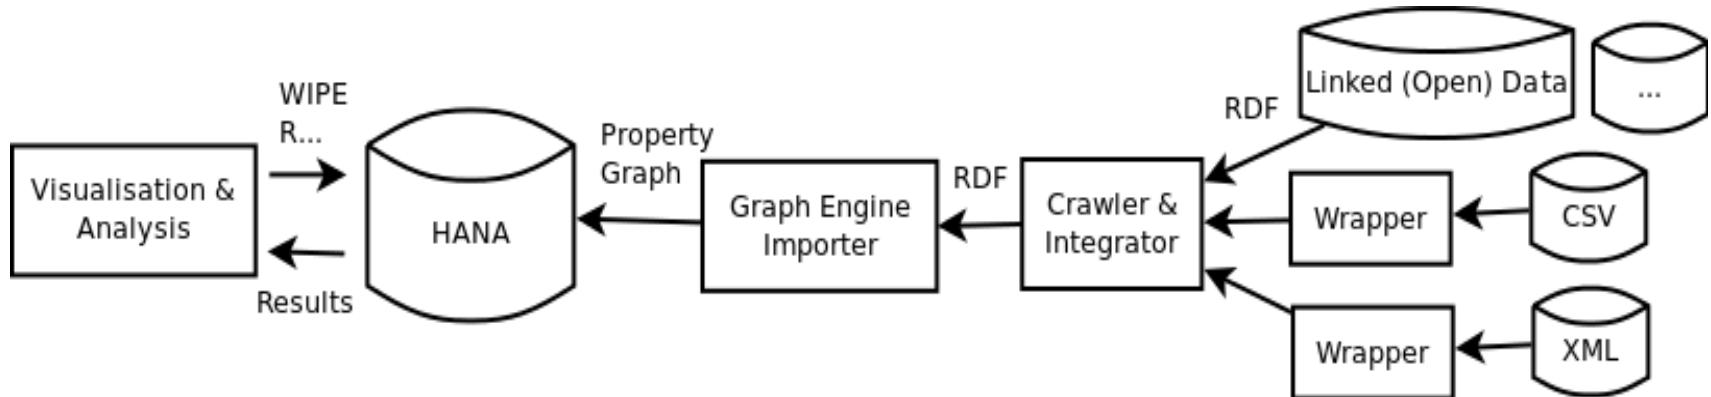 Visualisation &
Analysis
WIPE
R...
Results
HANA
Property
Graph
Graph Engine
Importer
RDF
Crawler &
Integrator
RDF
Linked (Open) Data
...
Wrapper
CSV
Wrapper
XML